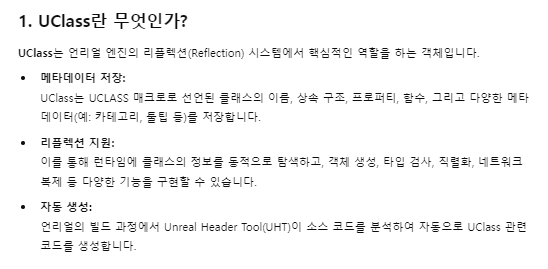 1. UClass란 무엇인가?
UClass는 언리얼 엔진의 리플렉션(Reflection) 시스템에서 핵심적인 역할을 하는 객체입니다.
• 메타데이터 저장:
UClass는 UCLASS 매크로로 선언된 클래스의 이름, 상속 구조, 프로퍼티, 함수, 그리고 다양한 메타
데이터(예: 카테고리, 툴팁 등)를 저장합니다.
• 리플렉션 지원:
이를 통해 런타임에 클래스의 정보를 동적으로 탐색하고, 객체 생성, 타입 검사, 직렬화, 네트워크
복제 등 다양한 기능을 구현할 수 있습니다.
• 자동 생성:
언리얼의 빌드 과정에서 Unreal Header Tool(UHT)이 소스 코드를 분석하여 자동으로 UClass 관련
코드를 생성합니다.